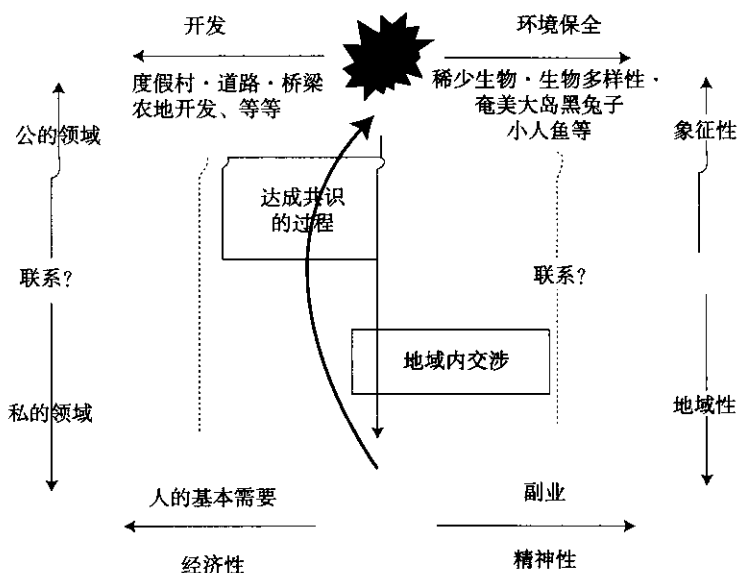 开发
环境保全
度假村·道路·桥梁
农地开发、等等
稀少生物·生物多样性·
奄美大岛黑兔子
小人鱼等
公的领域
象征性
达成共识
的过程
联系?
联系?
地域内交涉
私的领域
地域性
人的基本需要
副业
经济性
精神性